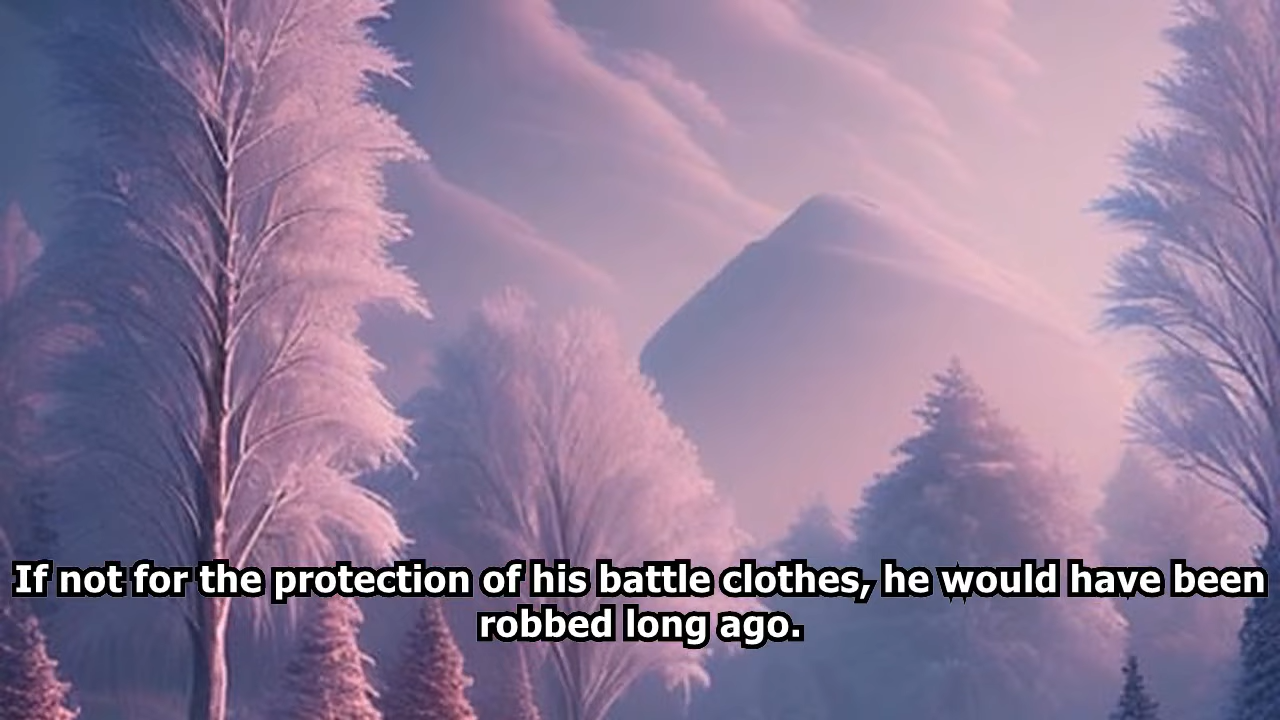 If not for the protection of his battle clothes, he would have been
robbed long ago.